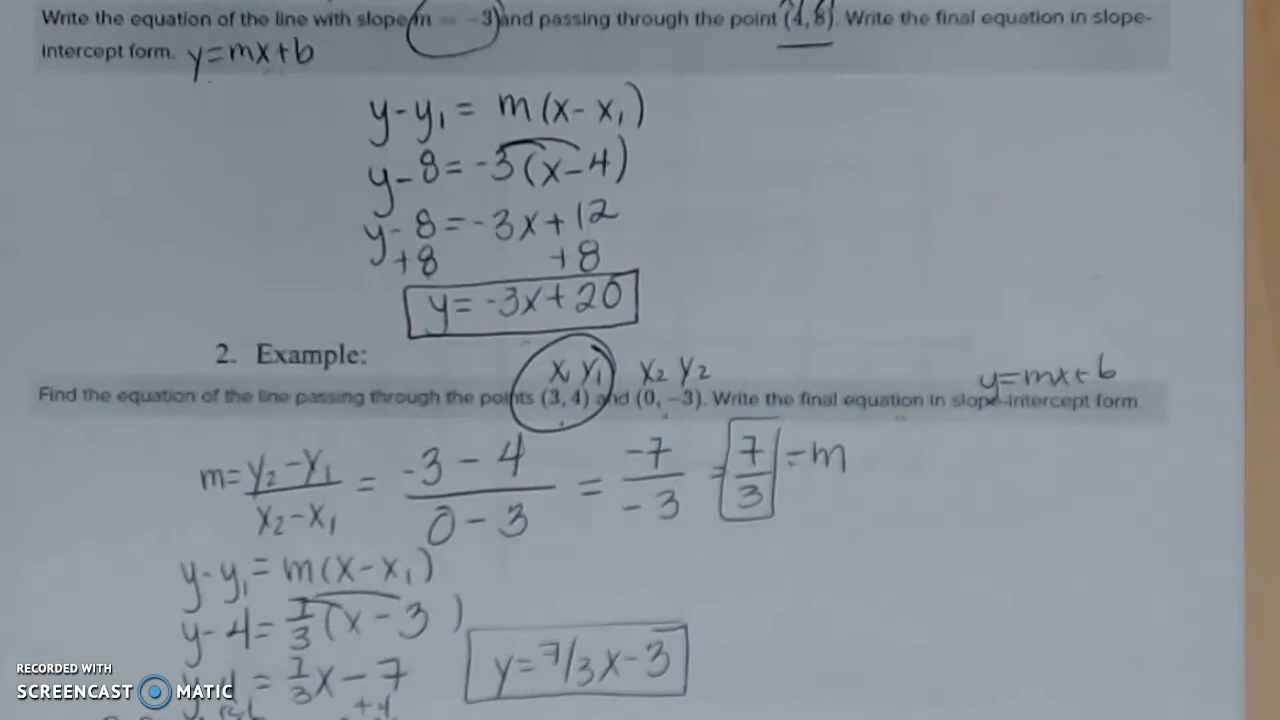 Write the equation of the line with slope m = -3 and passing through the point (4, 8). Write the final equation in slope-
intercept form. y=mx+b
y-y₁ = m(x-x₁)
y-8=-3(x-4)
y-8=-3x+12
+8 +8
y=-3x+20
2. Example:
x₁ y₁ x₂ y₂
y=mx+b
Find the equation of the line passing through the points (3, 4) and (0, -3). Write the final equation in slope-intercept form
m= y₂-y₁ / x₂-x₁ = -3-4 / 0-3 = -7 / -3 = 7/3 = m
y-y₁ = m(x-x₁)
y-4 = 7/3 (x-3)
y=7/3x-3
= 7/3x-7
+4
RECORDED WITH
SCREENCAST MATIC